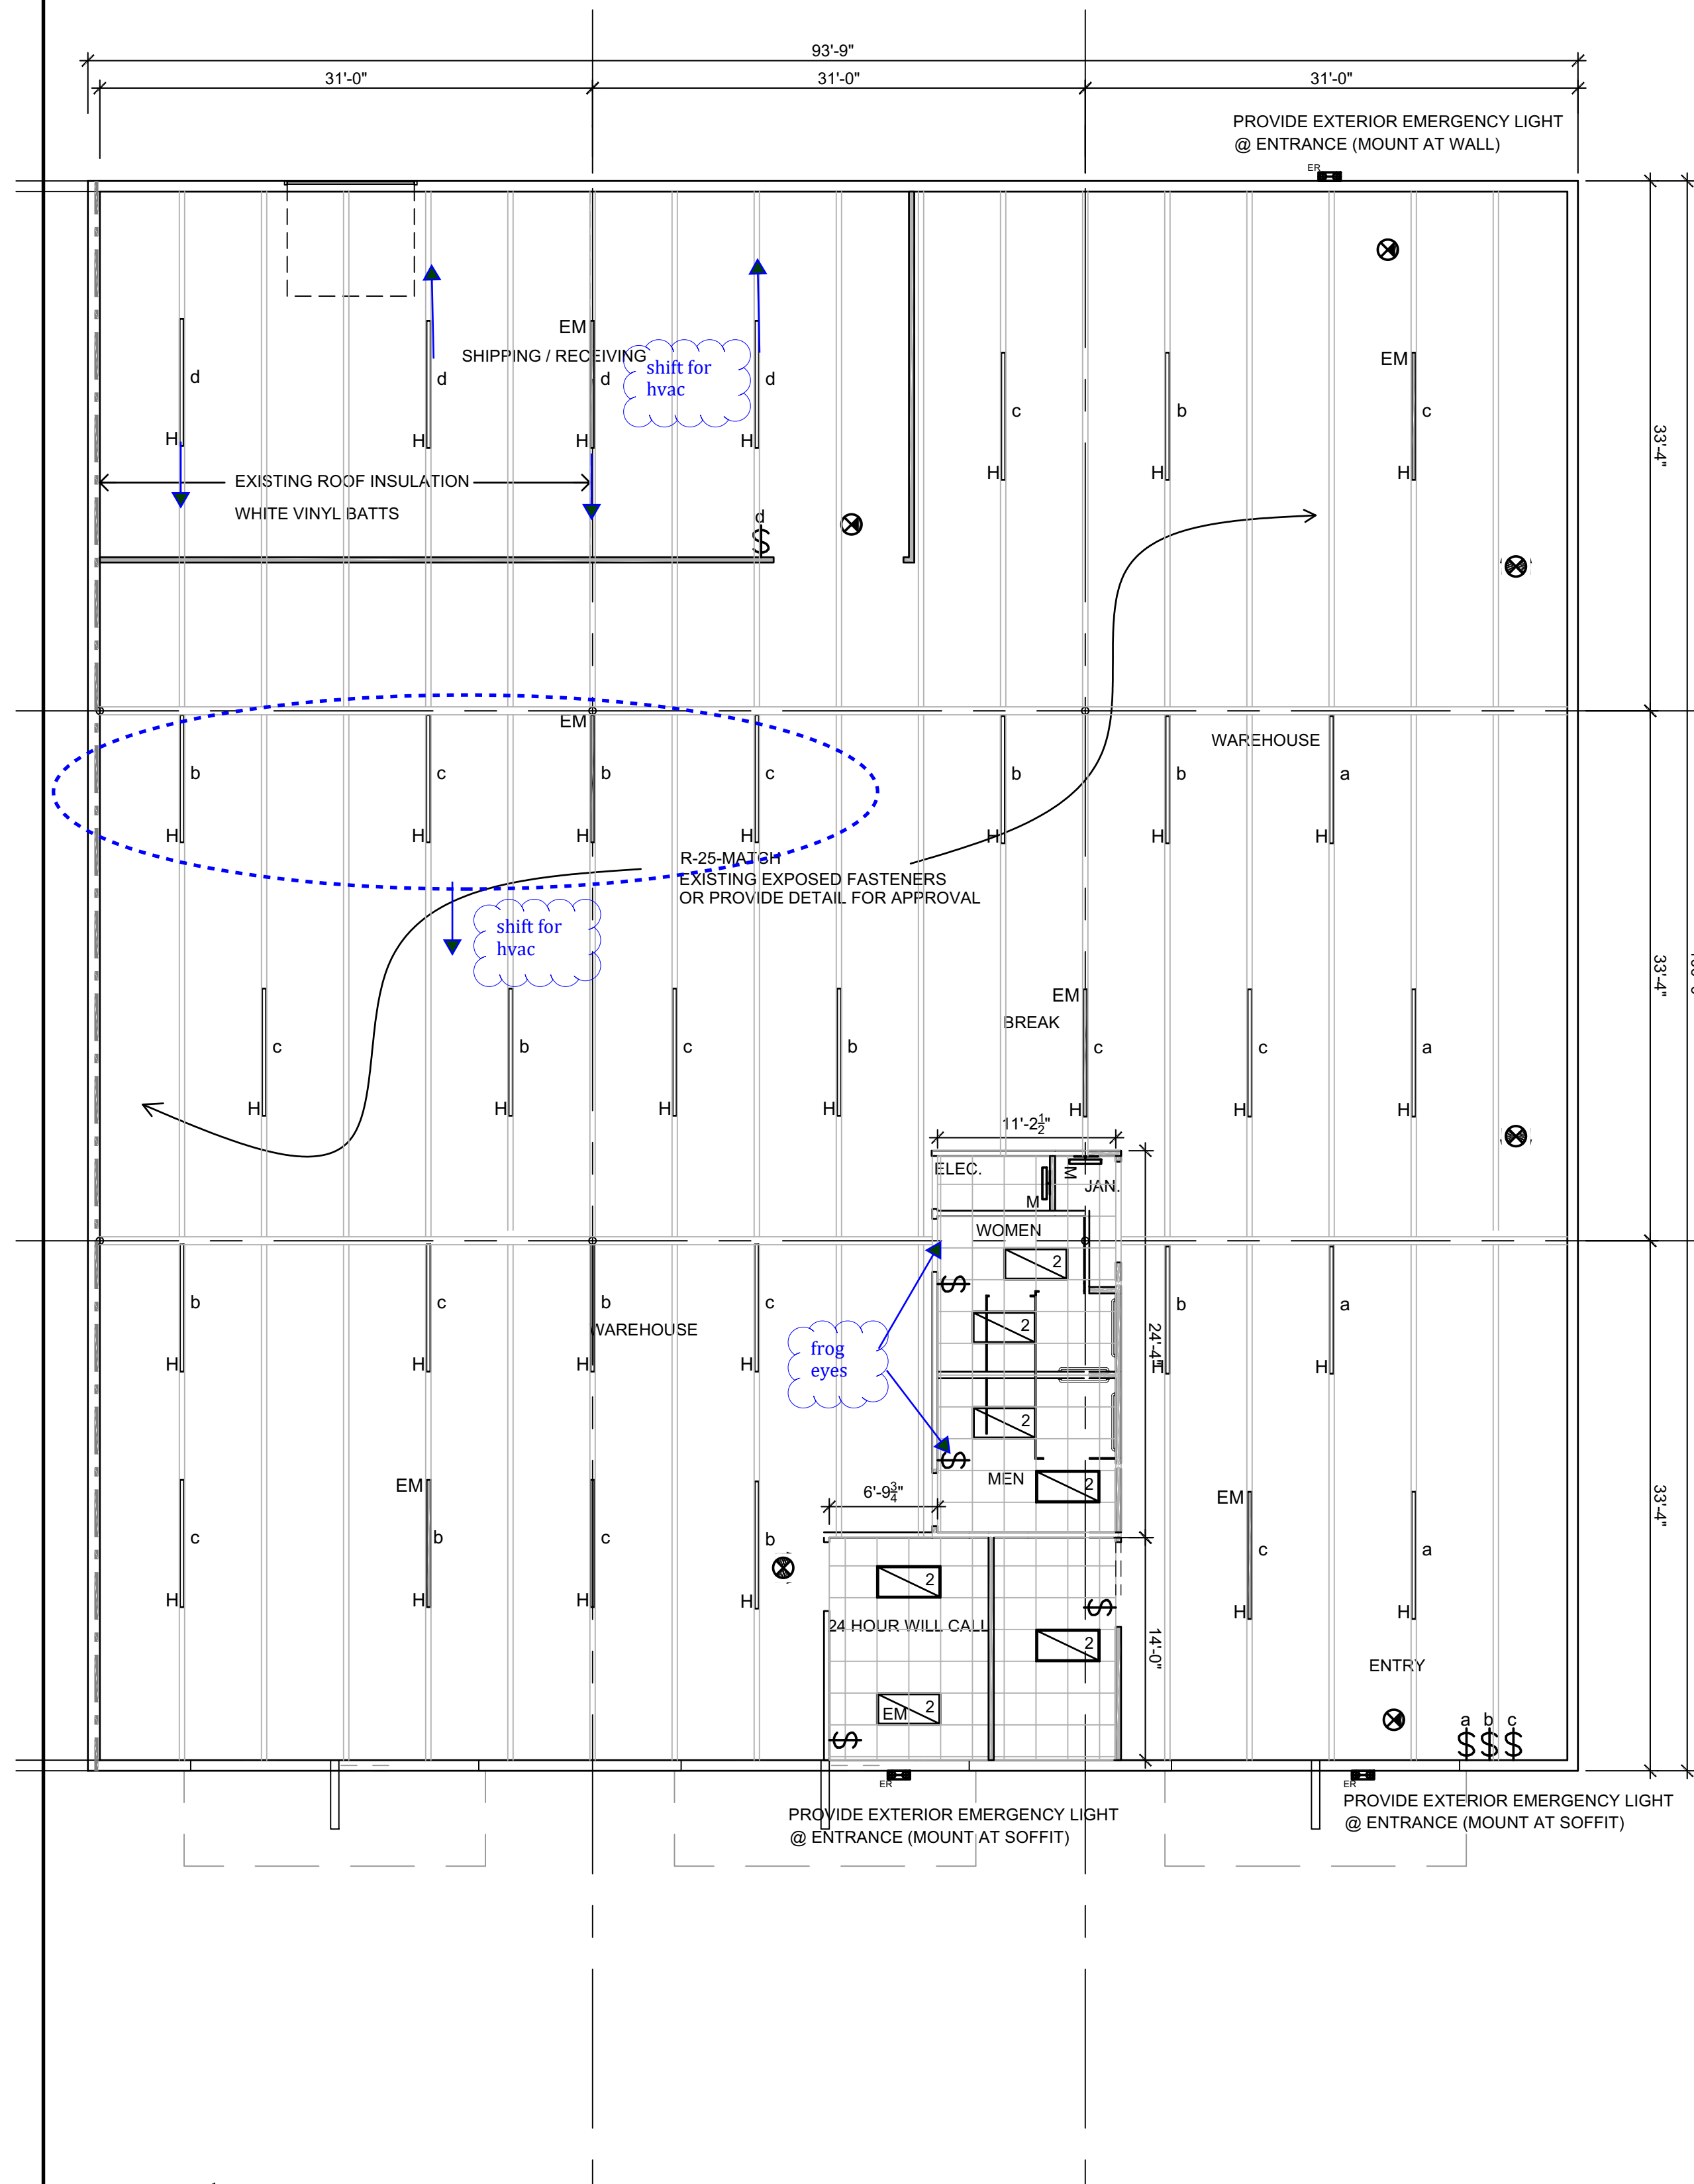 93'-9"
31'-0"
31'-0"
31'-0"
PROVIDE EXTERIOR EMERGENCY LIGHT
@ ENTRANCE (MOUNT AT WALL)
ER
EM
SHIPPING / RECEIVING
shift for
hvac
d
d
d
d
H
H
H
H
EM
c
b
c
H
H
H
33'-4"
EXISTING ROOF INSULATION
WHITE VINYL BATTS
d
$
EM
WAREHOUSE
b
c
b
c
b
b
a
H
H
H
H
H
H
H
R-25-MATCH
EXISTING EXPOSED FASTENERS
OR PROVIDE DETAIL FOR APPROVAL
shift for
hvac
33'-4"
EM
BREAK
c
b
c
b
c
c
a
H
H
H
H
H
H
H
11'-2½"
ELEC.
M
M
JAN.
WOMEN
2
$
b
c
b
c
b
a
WAREHOUSE
2
24'-4"
frog
eyes
H
H
H
H
H
H
2
$
MEN
2
EM
6'-9¾"
EM
33'-4"
c
b
c
b
c
a
2
H
H
H
H
H
H
$
24 HOUR WILL CALL
2
14'-0"
ENTRY
EM
2
$
a b c
$ $ $
ER
ER
PROVIDE EXTERIOR EMERGENCY LIGHT
@ ENTRANCE (MOUNT AT SOFFIT)
PROVIDE EXTERIOR EMERGENCY LIGHT
@ ENTRANCE (MOUNT AT SOFFIT)